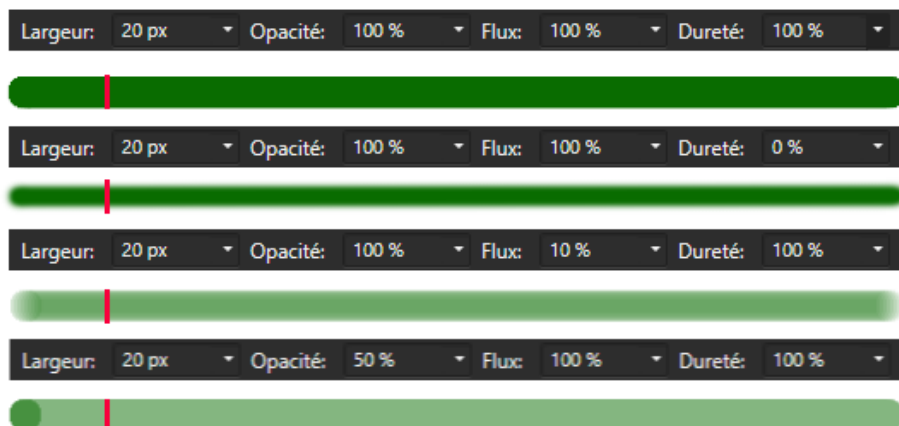 Largeur: 20 px Opacité: 100 % Flux: 100 % Dureté: 100 %
Largeur: 20 px Opacité: 100 % Flux: 100 % Dureté: 0 %
Largeur: 20 px Opacité: 100 % Flux: 10 % Dureté: 100 %
Largeur: 20 px Opacité: 50 % Flux: 100 % Dureté: 100 %